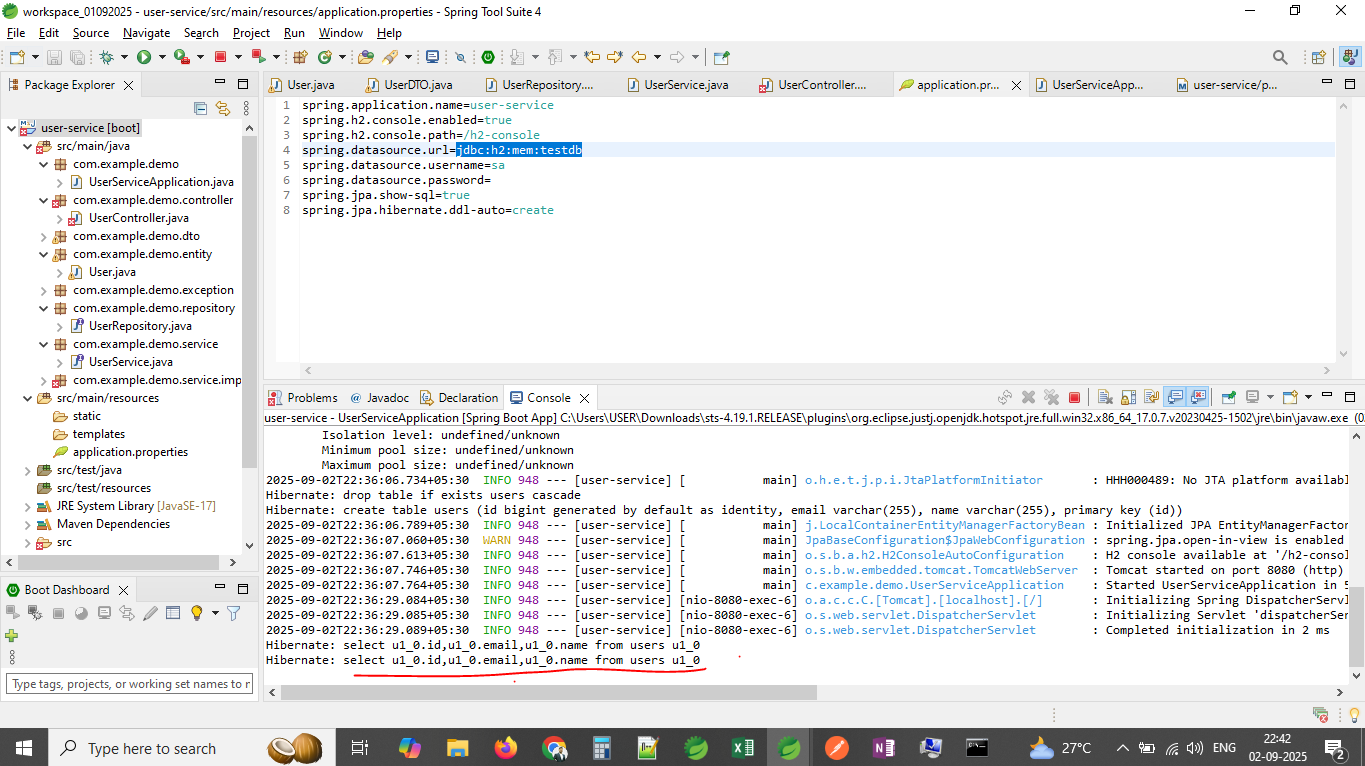 workspace_01092025 - user-service/src/main/resources/application.properties - Spring Tool Suite 4
File Edit Source Navigate Search Project Run Window Help
Package Explorer
user-service [boot]
src/main/java
com.example.demo
UserServiceApplication.java
com.example.demo.controller
UserController.java
com.example.demo.dto
com.example.demo.entity
User.java
com.example.demo.exception
com.example.demo.repository
UserRepository.java
com.example.demo.service
UserService.java
com.example.demo.service.imp
src/main/resources
static
templates
application.properties
src/test/java
src/test/resources
JRE System Library [JavaSE-17]
Maven Dependencies
src
Boot Dashboard
Type tags, projects, or working set names to r
User.java UserDTO.java UserRepository.... UserService.java UserController.... application.pr... UserServiceApp... user-service/p...
1 spring.application.name=user-service
2 spring.h2.console.enabled=true
3 spring.h2.console.path=/h2-console
4 spring.datasource.url=jdbc:h2:mem:testdb
5 spring.datasource.username=sa
6 spring.datasource.password=
7 spring.jpa.show-sql=true
8 spring.jpa.hibernate.ddl-auto=create
Problems @ Javadoc Declaration Console
user-service - UserServiceApplication [Spring Boot App] C:\Users\USER\Downloads\sts-4.19.1.RELEASE\plugins\org.eclipse.justj.openjdk.hotspot.jre.full.win32.x86_64_17.0.7.v20230425-1502\jre\bin\javaw.exe (0
Isolation level: undefined/unknown
Minimum pool size: undefined/unknown
Maximum pool size: undefined/unknown
2025-09-02T22:36:06.734+05:30 INFO 948 --- [user-service] [ main] o.h.e.t.j.p.i.JtaPlatformInitiator : HHH000489: No JTA platform availabl
Hibernate: drop table if exists users cascade
Hibernate: create table users (id bigint generated by default as identity, email varchar(255), name varchar(255), primary key (id))
2025-09-02T22:36:06.789+05:30 INFO 948 --- [user-service] [ main] j.LocalContainerEntityManagerFactoryBean : Initialized JPA EntityManagerFactor
2025-09-02T22:36:07.060+05:30 WARN 948 --- [user-service] [ main] JpaBaseConfiguration$JpaWebConfiguration : spring.jpa.open-in-view is enabled
2025-09-02T22:36:07.613+05:30 INFO 948 --- [user-service] [ main] o.s.b.a.h2.H2ConsoleAutoConfiguration : H2 console available at '/h2-consol
2025-09-02T22:36:07.746+05:30 INFO 948 --- [user-service] [ main] o.s.b.w.embedded.tomcat.TomcatWebServer : Tomcat started on port 8080 (http)
2025-09-02T22:36:07.764+05:30 INFO 948 --- [user-service] [ main] c.example.demo.UserServiceApplication : Started UserServiceApplication in 5
2025-09-02T22:36:29.084+05:30 INFO 948 --- [user-service] [nio-8080-exec-6] o.a.c.c.C.[Tomcat].[localhost].[/] : Initializing Spring DispatcherServl
2025-09-02T22:36:29.085+05:30 INFO 948 --- [user-service] [nio-8080-exec-6] o.s.web.servlet.DispatcherServlet : Initializing Servlet 'dispatcherSer
2025-09-02T22:36:29.089+05:30 INFO 948 --- [user-service] [nio-8080-exec-6] o.s.web.servlet.DispatcherServlet : Completed initialization in 2 ms
Hibernate: select u1_0.id,u1_0.email,u1_0.name from users u1_0
Hibernate: select u1_0.id,u1_0.email,u1_0.name from users u1_0
Type here to search
27°C
ENG
22:42
02-09-2025
2